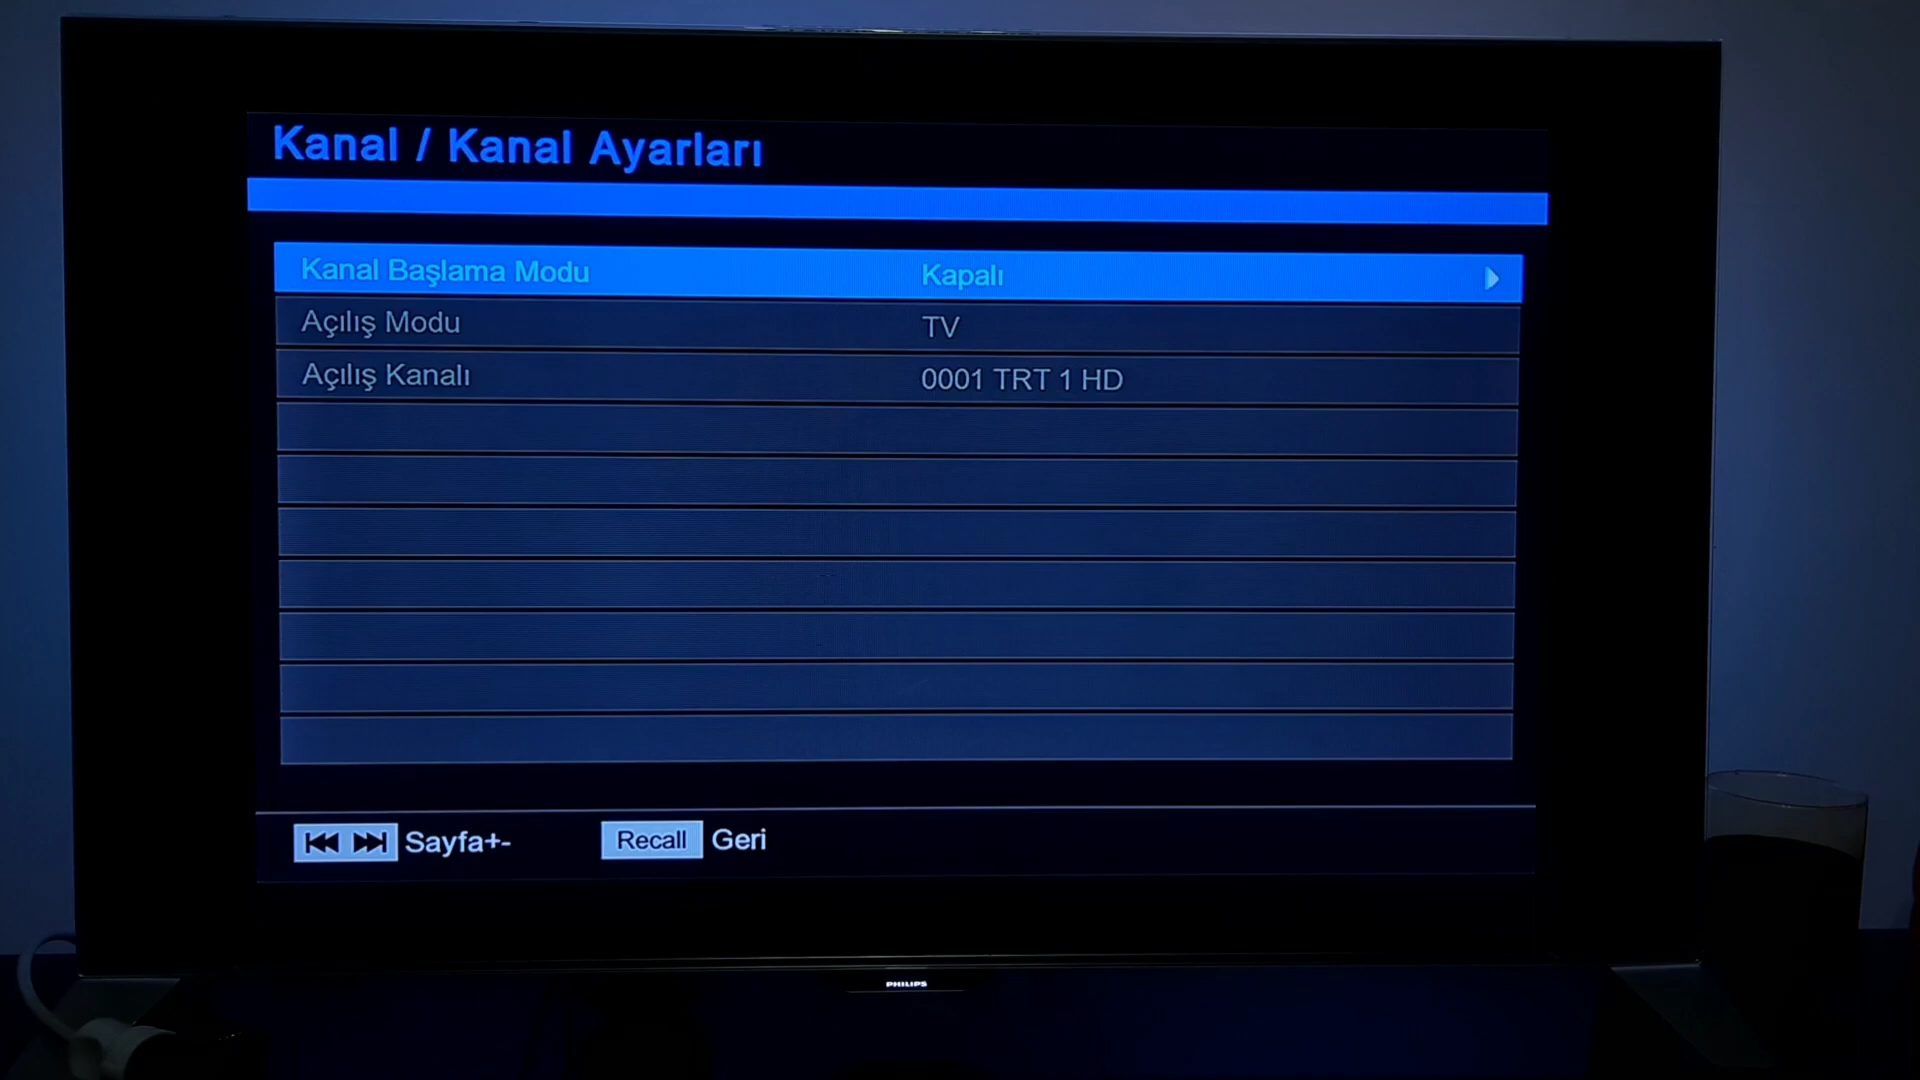 Kanal / Kanal Ayarları
Kanal Başlama Modu Kapalı
Açılış Modu TV
Açılış Kanalı 0001 TRT 1 HD
Sayfa+- Recall Geri
PHILIPS